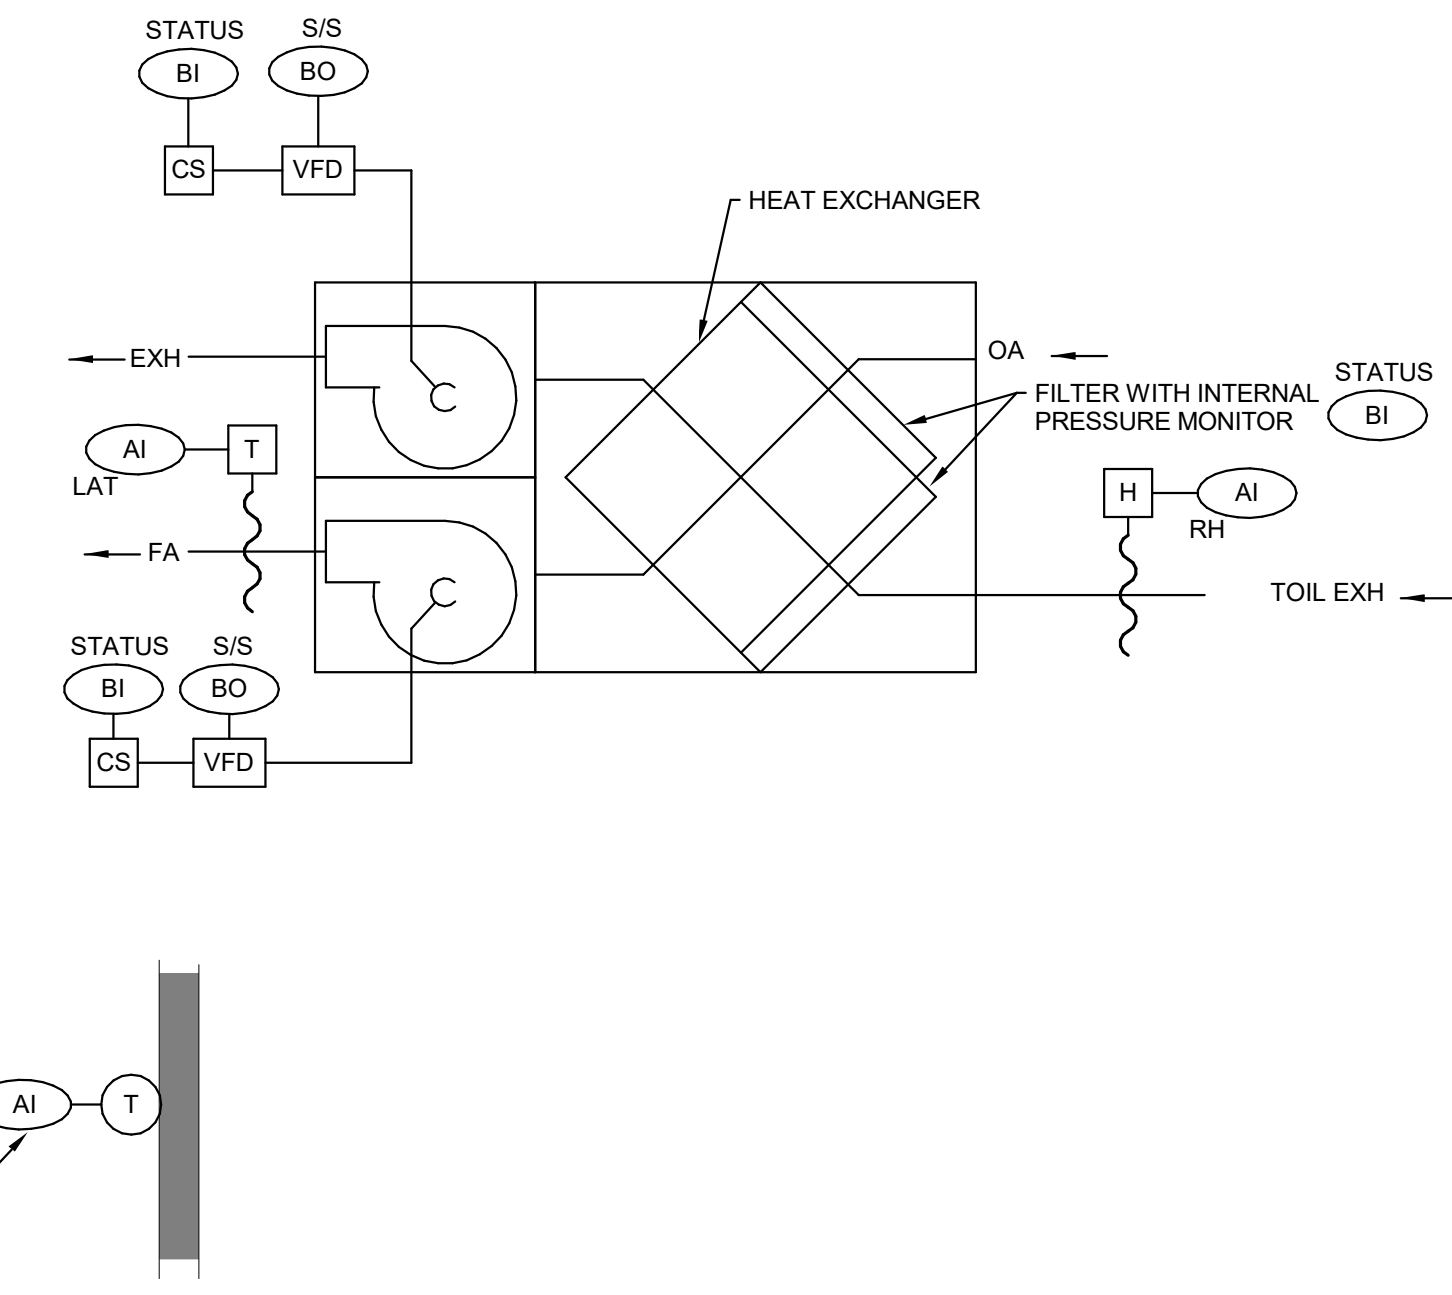 STATUS
S/S
BI
BO
CS
VFD
HEAT EXCHANGER
EXH
OA
FILTER WITH INTERNAL
PRESSURE MONITOR
STATUS
BI
AI
T
LAT
H
AI
RH
FA
TOIL EXH
STATUS
S/S
BI
BO
CS
VFD
AI
T